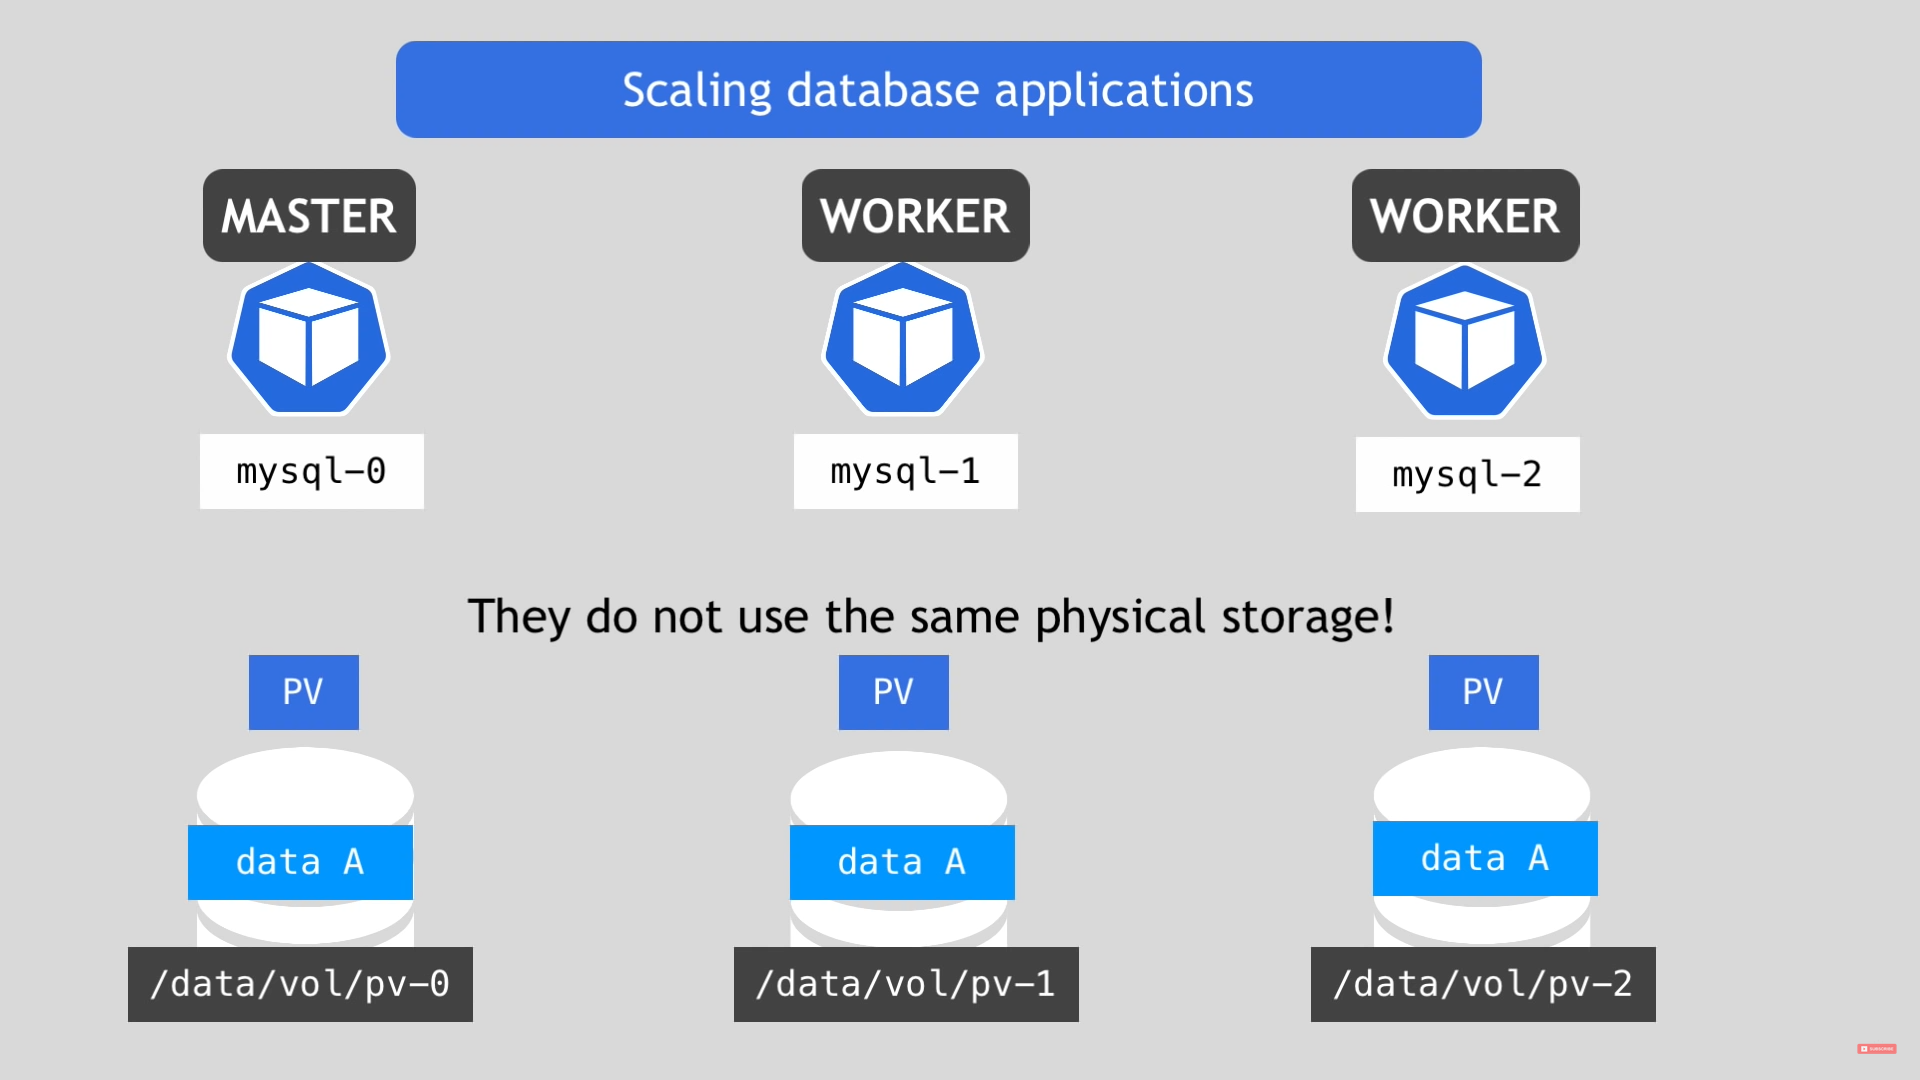 Scaling database applications
MASTER
WORKER
WORKER
mysql-0
mysql-1
mysql-2
They do not use the same physical storage!
PV
PV
PV
data A
data A
data A
/data/vol/pv-0
/data/vol/pv-1
/data/vol/pv-2
SUBSCRIBE